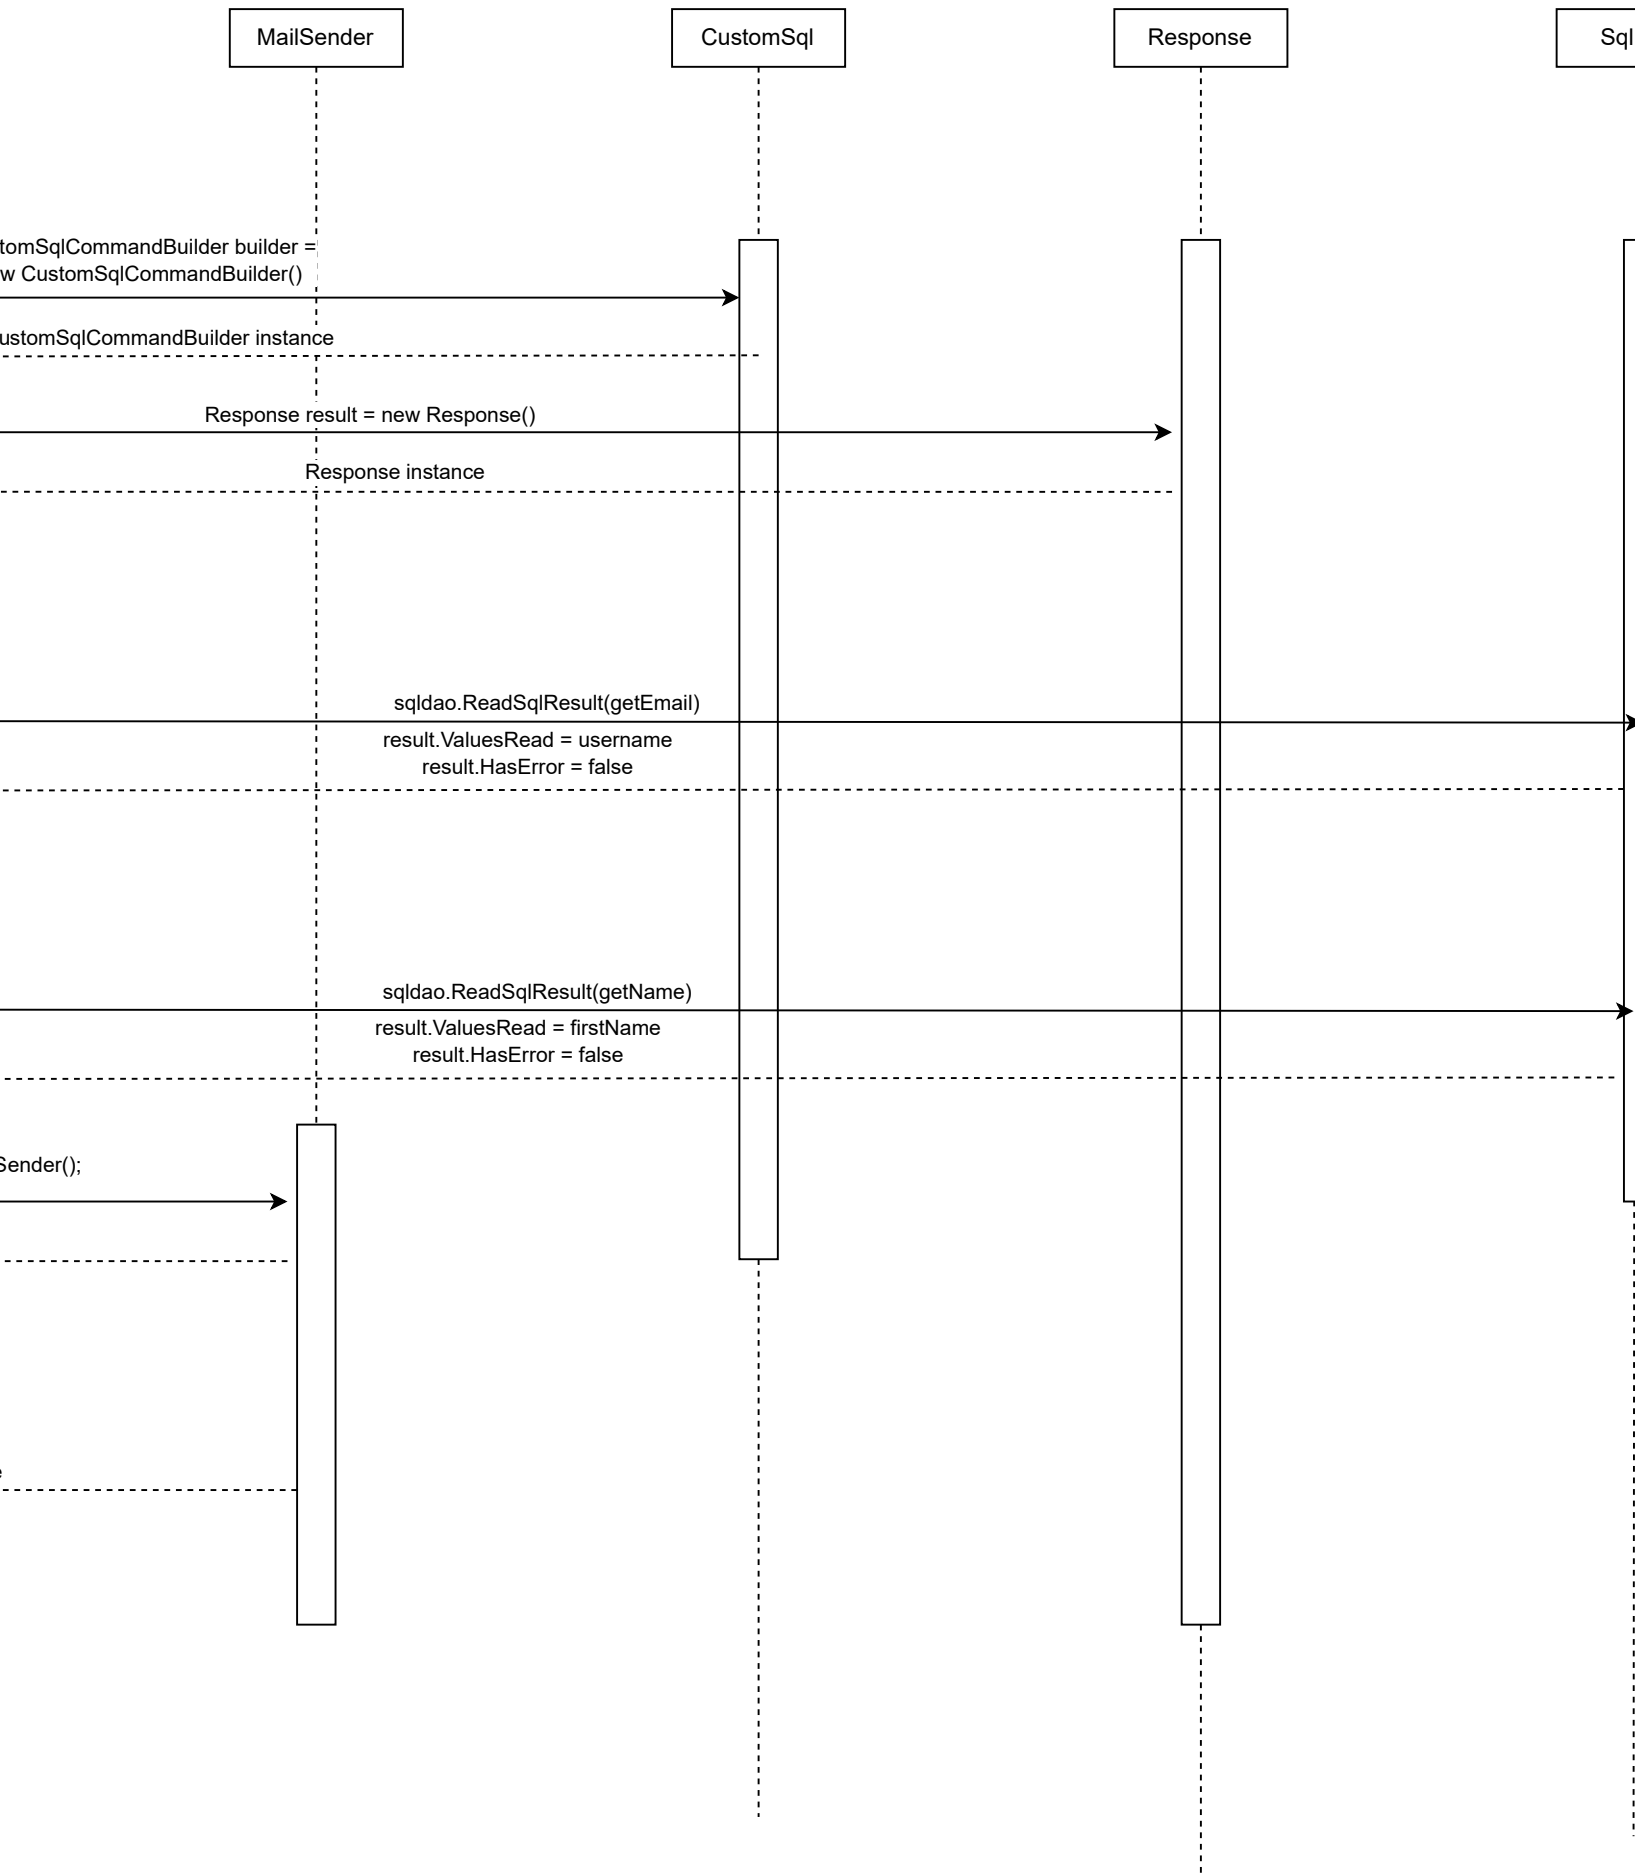 MailSender
CustomSql
Response
Sql
tomSqlCommandBuilder builder =
w CustomSqlCommandBuilder()
ustomSqlCommandBuilder instance
Response result = new Response()
Response instance
sqldao.ReadSqlResult(getEmail)
result.ValuesRead = username
result.HasError = false
sqldao.ReadSqlResult(getName)
result.ValuesRead = firstName
result.HasError = false
Sender();
e